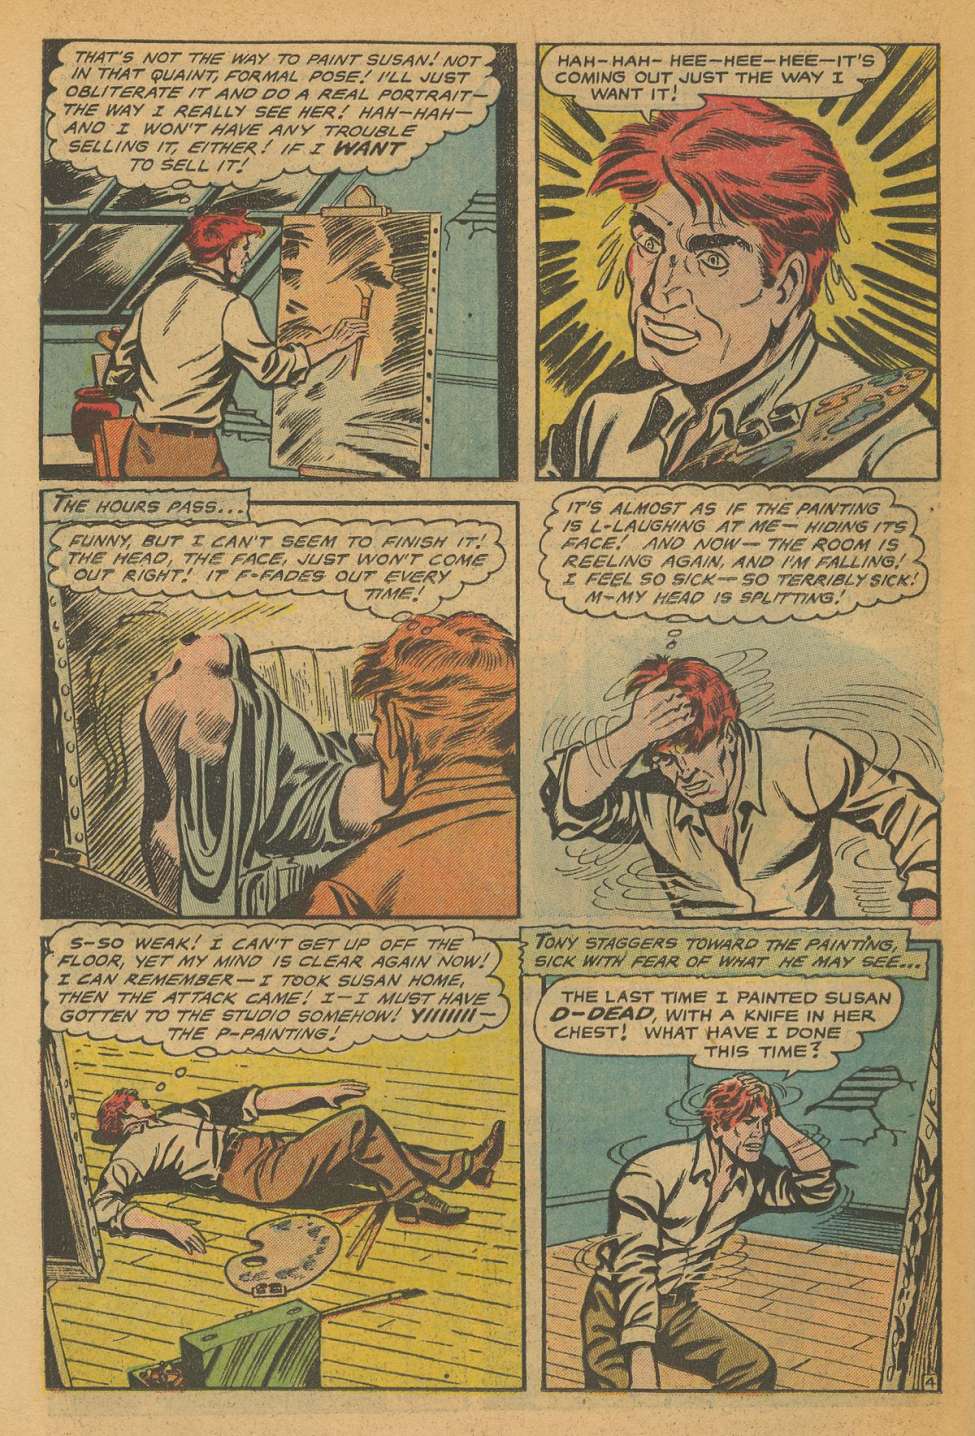 THAT'S NOT THE WAY TO PAINT SUSAN! NOT
IN THAT QUAINT, FORMAL POSE! I'LL JUST
OBLITERATE IT AND DO A REAL PORTRAIT—
THE WAY I REALLY SEE HER! HAH-HAH—
AND I WON'T HAVE ANY TROUBLE
SELLING IT, EITHER! IF I WANT
TO SELL IT!
HAH-HAH- HEE-HEE-HEE-IT'S
COMING OUT JUST THE WAY I
WANT IT!
THE HOURS PASS...
FUNNY, BUT I CAN'T SEEM TO FINISH IT!
THE HEAD, THE FACE, JUST WON'T COME
OUT RIGHT! IT F-FADES OUT EVERY
TIME!
IT'S ALMOST AS IF THE PAINTING
IS L-LAUGHING AT ME— HIDING ITS
FACE! AND NOW— THE ROOM IS
REELING AGAIN, AND I'M FALLING!
I FEEL SO SICK— SO TERRIBLY SICK!
M-MY HEAD IS SPLITTING!
S-SO WEAK! I CAN'T GET UP OFF THE
FLOOR, YET MY MIND IS CLEAR AGAIN NOW!
I CAN REMEMBER— I TOOK SUSAN HOME,
THEN THE ATTACK CAME! I—I MUST HAVE
GOTTEN TO THE STUDIO SOMEHOW! YIIIIIII—
THE P-PAINTING!
TONY STAGGERS TOWARD THE PAINTING,
SICK WITH FEAR OF WHAT HE MAY SEE...
THE LAST TIME I PAINTED SUSAN
D-DEAD, WITH A KNIFE IN HER
CHEST! WHAT HAVE I DONE
THIS TIME?
4